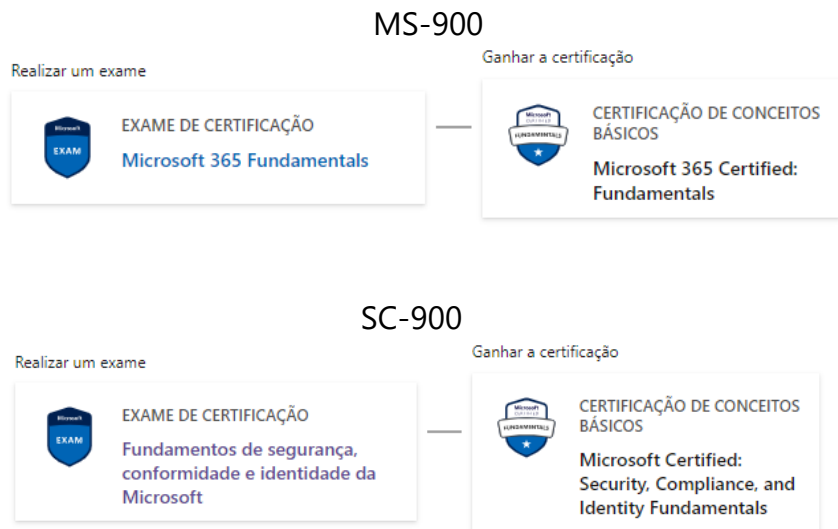 MS-900
Realizar um exame
Ganhar a certificação
Microsoft
EXAM
EXAME DE CERTIFICAÇÃO
Microsoft 365 Fundamentals
Microsoft
CERTIFIED
FUNDAMENTALS
CERTIFICAÇÃO DE CONCEITOS
BÁSICOS
Microsoft 365 Certified:
Fundamentals
SC-900
Realizar um exame
Ganhar a certificação
Microsoft
EXAM
EXAME DE CERTIFICAÇÃO
Fundamentos de segurança,
conformidade e identidade da
Microsoft
Microsoft
CERTIFIED
FUNDAMENTALS
CERTIFICAÇÃO DE CONCEITOS
BÁSICOS
Microsoft Certified:
Security, Compliance, and
Identity Fundamentals